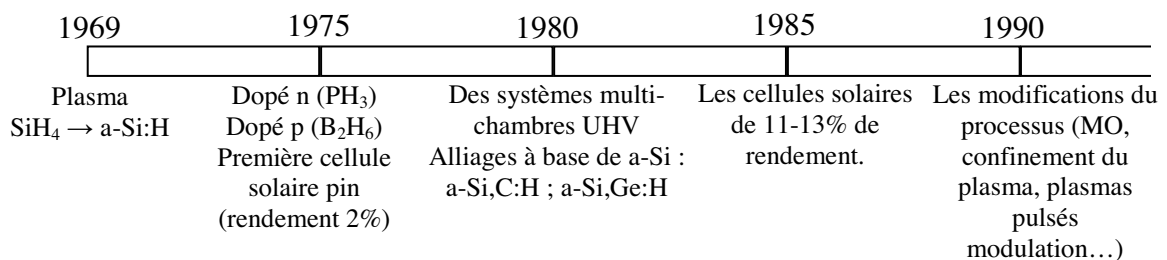 1969
1975
1980
1985
1990
Plasma
SiH₄ → a-Si:H
Dopé n (PH₃)
Dopé p (B₂H₆)
Première cellule
solaire pin
(rendement 2%)
Des systèmes multi-
chambres UHV
Alliages à base de a-Si :
a-Si,C:H ; a-Si,Ge:H
Les cellules solaires
de 11-13% de
rendement.
Les modifications du
processus (MO,
confinement du
plasma, plasmas
pulsés
modulation…)